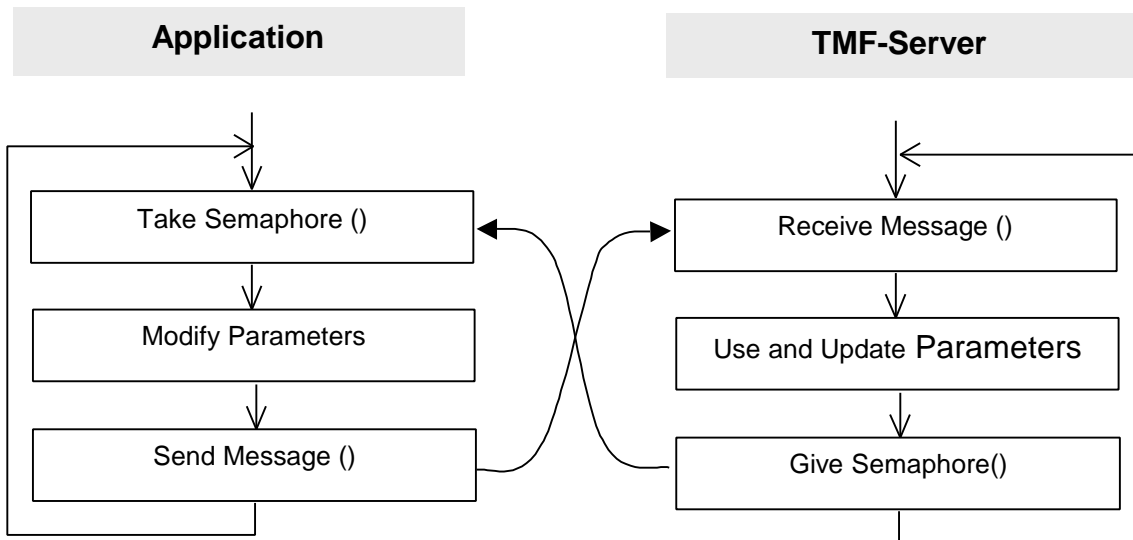 Application
TMF-Server
Take Semaphore ()
Modify Parameters
Send Message ()
Receive Message ()
Use and Update Parameters
Give Semaphore()